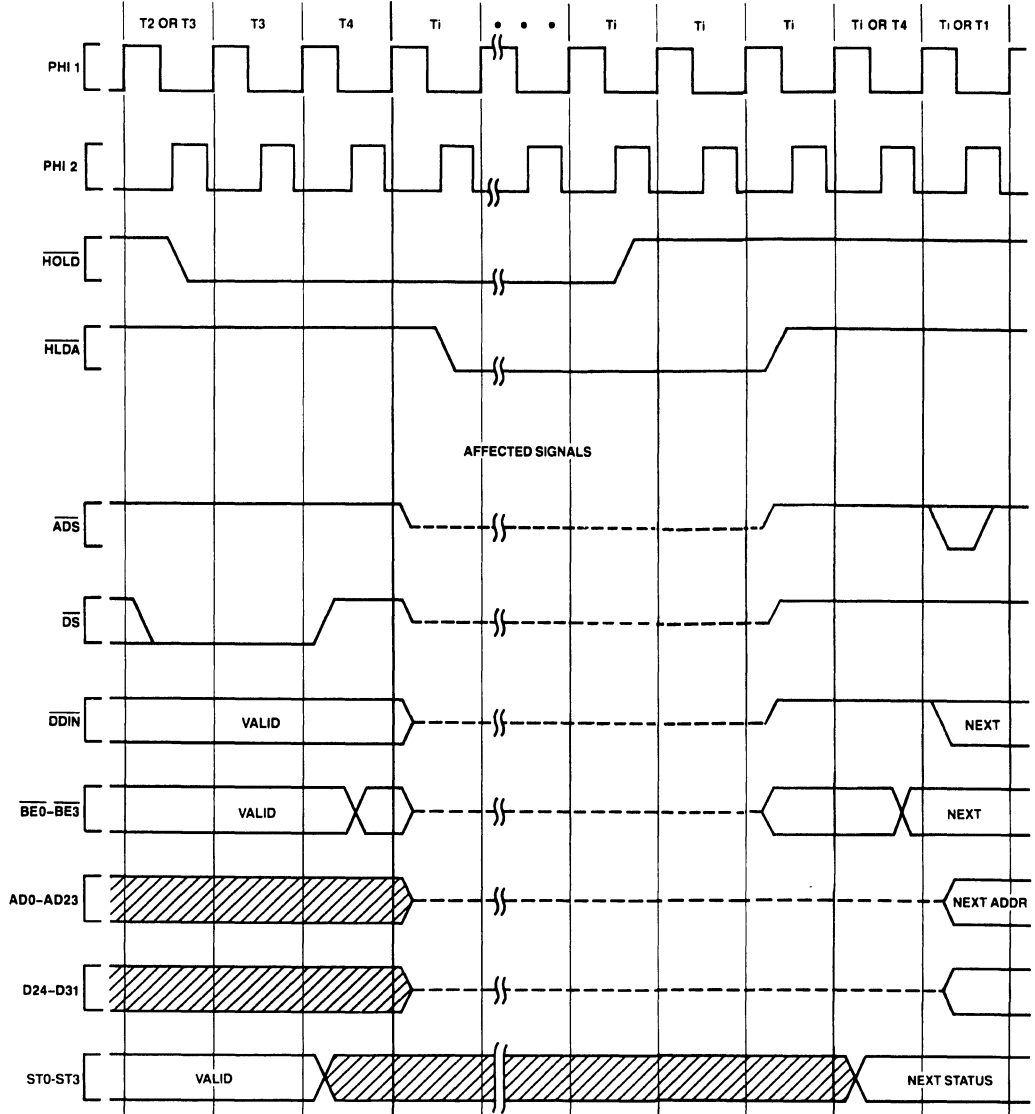 T2 OR T3 T3 T4 Ti • • • Ti Ti Ti Ti OR T4 Ti OR T1
PHI 1
PHI 2
HOLD
HLDA
AFFECTED SIGNALS
ADS
DS
DDIN VALID NEXT
BE0-BE3 VALID NEXT
AD0-AD23 NEXT ADDR
D24-D31
ST0-ST3 VALID NEXT STATUS